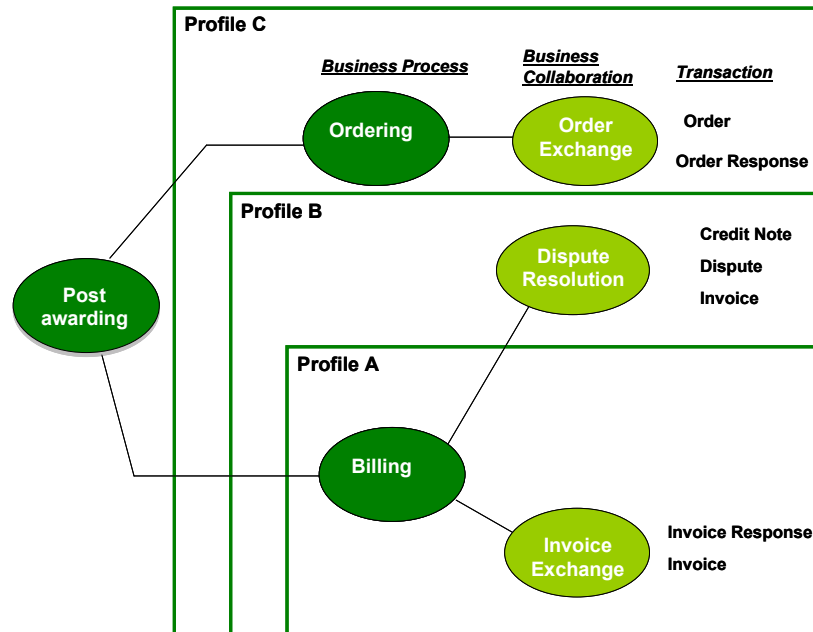 Profile C
Business Process
Business
Collaboration
Transaction
Ordering
Order
Exchange
Order
Order Response
Profile B
Dispute
Resolution
Credit Note
Dispute
Invoice
Post
awarding
Profile A
Billing
Invoice
Exchange
Invoice Response
Invoice